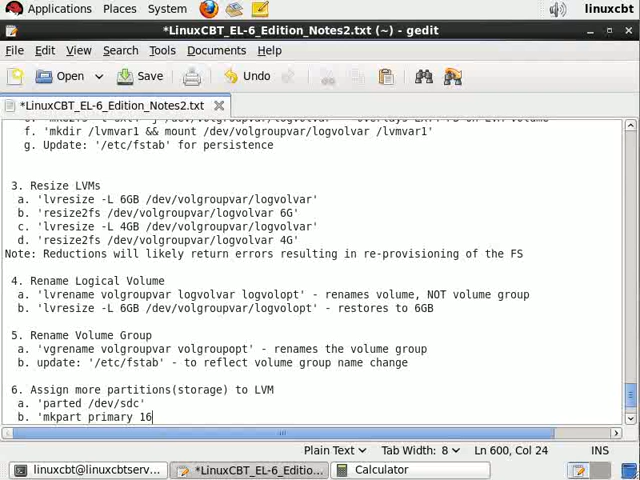 Applications Places System linuxcbt
*LinuxCBT_EL-6_Edition_Notes2.txt (~) - gedit
File Edit View Search Tools Documents Help
Open Save Undo
*LinuxCBT_EL-6_Edition_Notes2.txt
f. 'mkdir /lvmvar1 && mount /dev/volgroupvar/logvolvar /lvmvar1'
g. Update: '/etc/fstab' for persistence
3. Resize LVMs
a. 'lvresize -L 6GB /dev/volgroupvar/logvolvar'
b. 'resize2fs /dev/volgroupvar/logvolvar 6G'
c. 'lvresize -L 4GB /dev/volgroupvar/logvolvar'
d. 'resize2fs /dev/volgroupvar/logvolvar 4G'
Note: Reductions will likely return errors resulting in re-provisioning of the FS
4. Rename Logical Volume
a. 'lvrename volgroupvar logvolvar logvolopt' - renames volume, NOT volume group
b. 'lvresize -L 6GB /dev/volgroupvar/logvolopt' - restores to 6GB
5. Rename Volume Group
a. 'vgrename volgroupvar volgroupopt' - renames the volume group
b. update: '/etc/fstab' - to reflect volume group name change
6. Assign more partitions(storage) to LVM
a. 'parted /dev/sdc'
b. 'mkpart primary 16
Plain Text Tab Width: 8 Ln 600, Col 24 INS
linuxcbt@linuxcbtserv... *LinuxCBT_EL-6_Editio... Calculator